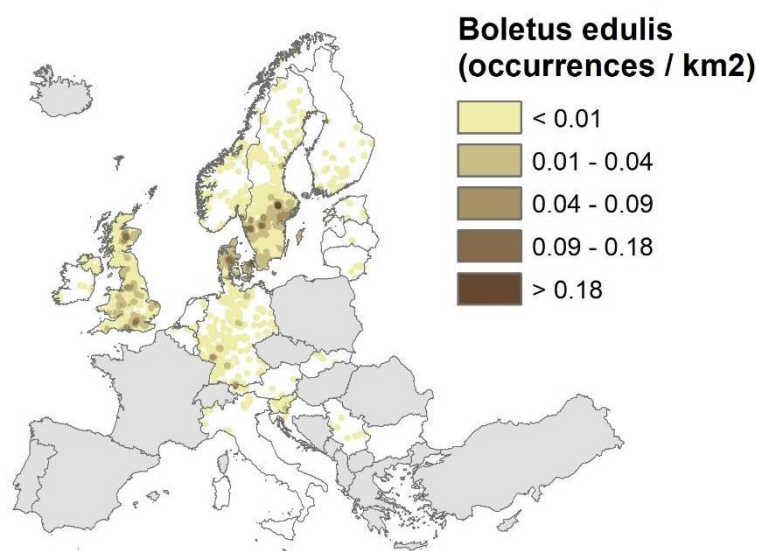 Boletus edulis
(occurrences / km2)
< 0.01
0.01 - 0.04
0.04 - 0.09
0.09 - 0.18
> 0.18